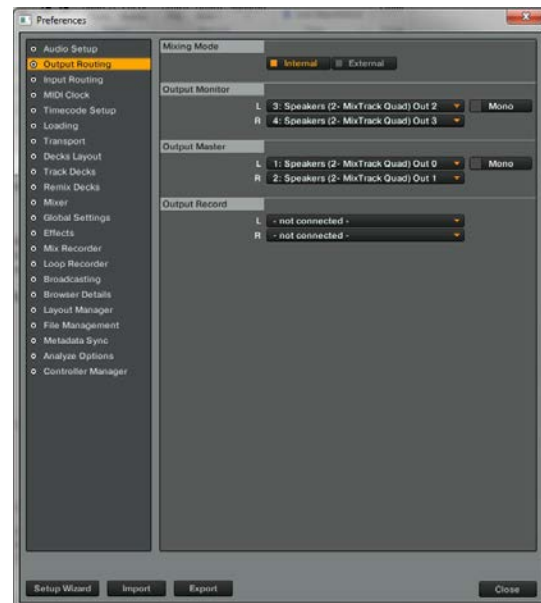 Preferences
Audio Setup
Output Routing
Input Routing
MIDI Clock
Timecode Setup
Loading
Transport
Decks Layout
Track Decks
Remix Decks
Mixer
Global Settings
Effects
Mix Recorder
Loop Recorder
Broadcasting
Browser Details
Layout Manager
File Management
Metadata Sync
Analyze Options
Controller Manager
Mixing Mode
Internal External
Output Monitor
L 3: Speakers (2- MixTrack Quad) Out 2 Mono
R 4: Speakers (2- MixTrack Quad) Out 3
Output Master
L 1: Speakers (2- MixTrack Quad) Out 0 Mono
R 2: Speakers (2- MixTrack Quad) Out 1
Output Record
L - not connected -
R - not connected -
Setup Wizard Import Export Close